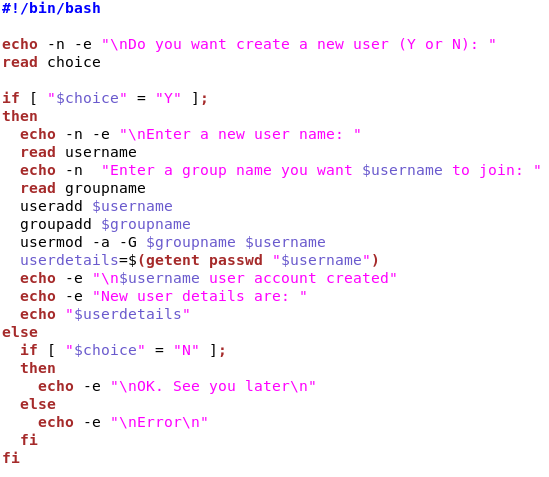 #!/bin/bash
echo -n -e "\nDo you want create a new user (Y or N): "
read choice
if [ "$choice" = "Y" ];
then
echo -n -e "\nEnter a new user name: "
read username
echo -n  "Enter a group name you want $username to join: "
read groupname
useradd $username
groupadd $groupname
usermod -a -G $groupname $username
userdetails=$(getent passwd "$username")
echo -e "\n$username user account created"
echo -e "New user details are: "
echo "$userdetails"
else
if [ "$choice" = "N" ];
then
echo -e "\nOK. See you later\n"
else
echo -e "\nError\n"
fi
fi